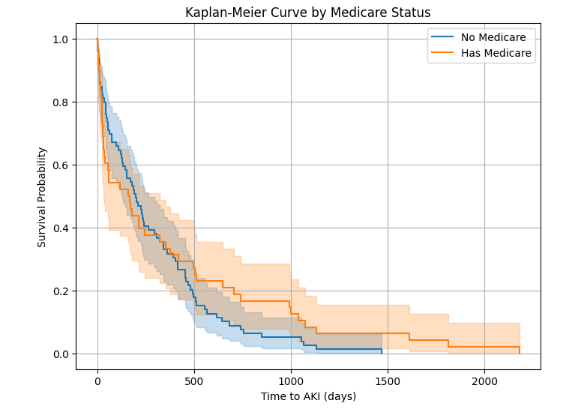 Kaplan-Meier Curve by Medicare Status
No Medicare
Has Medicare
1.0
0.8
0.6
0.4
0.2
0.0
Survival Probability
0
500
1000
1500
2000
Time to AKI (days)